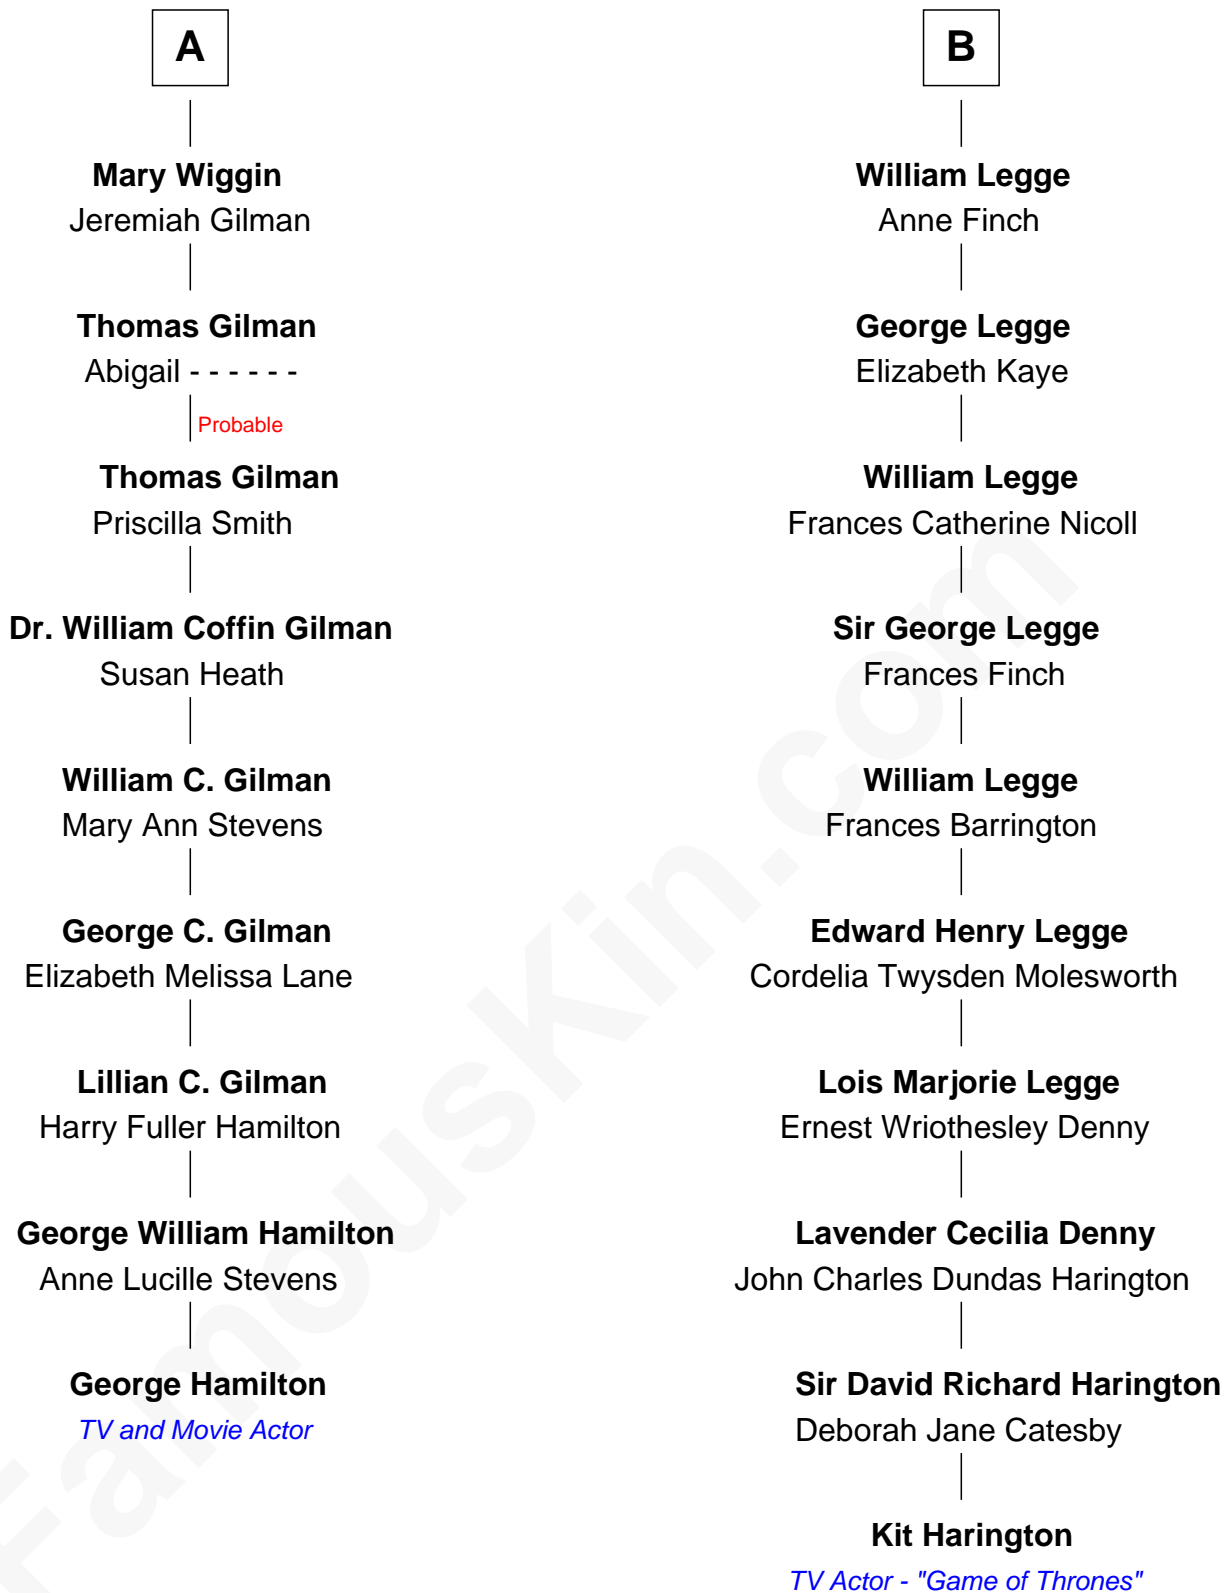 A
Mary Wiggin
Jeremiah Gilman
Thomas Gilman
Abigail - - - - - -
Probable
Thomas Gilman
Priscilla Smith
Dr. William Coffin Gilman
Susan Heath
William C. Gilman
Mary Ann Stevens
George C. Gilman
Elizabeth Melissa Lane
Lillian C. Gilman
Harry Fuller Hamilton
George William Hamilton
Anne Lucille Stevens
George Hamilton
TV and Movie Actor
B
William Legge
Anne Finch
George Legge
Elizabeth Kaye
William Legge
Frances Catherine Nicoll
Sir George Legge
Frances Finch
William Legge
Frances Barrington
Edward Henry Legge
Cordelia Twysden Molesworth
Lois Marjorie Legge
Ernest Wriothesley Denny
Lavender Cecilia Denny
John Charles Dundas Harington
Sir David Richard Harington
Deborah Jane Catesby
Kit Harington
TV Actor - "Game of Thrones"
FamousKin.com